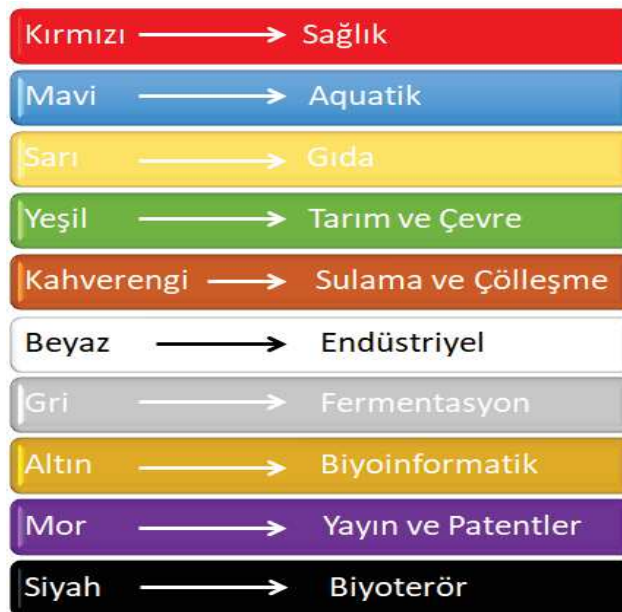 Kırmızı → Sağlık
Mavi → Aquatik
Sarı → Gıda
Yeşil → Tarım ve Çevre
Kahverengi → Sulama ve Çölleşme
Beyaz → Endüstriyel
Gri → Fermentasyon
Altın → Biyoinformatik
Mor → Yayın ve Patentler
Siyah → Biyoterör